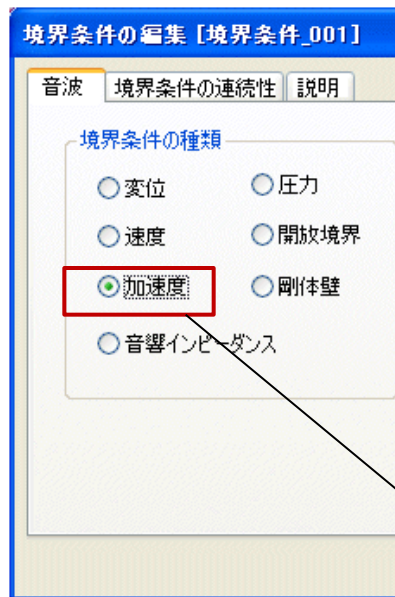 境界条件の編集 [境界条件_001]
音波 境界条件の連続性 説明
境界条件の種類
変位 圧力
速度 開放境界
加速度 剛体壁
音響インピーダンス